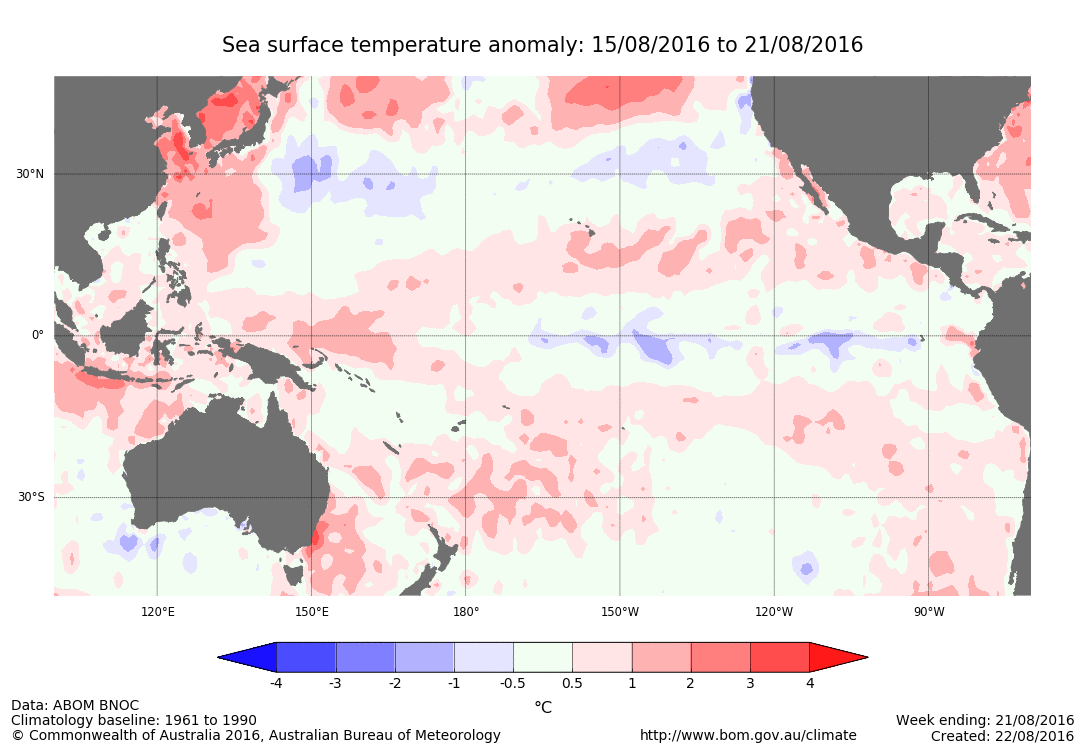 Sea surface temperature anomaly: 15/08/2016 to 21/08/2016
30°N
0°
30°S
120°E 150°E 180° 150°W 120°W 90°W
-4 -3 -2 -1 -0.5 0.5 1 2 3 4
°C
Data: ABOM BNOC
Climatology baseline: 1961 to 1990
© Commonwealth of Australia 2016, Australian Bureau of Meteorology
http://www.bom.gov.au/climate
Week ending: 21/08/2016
Created: 22/08/2016